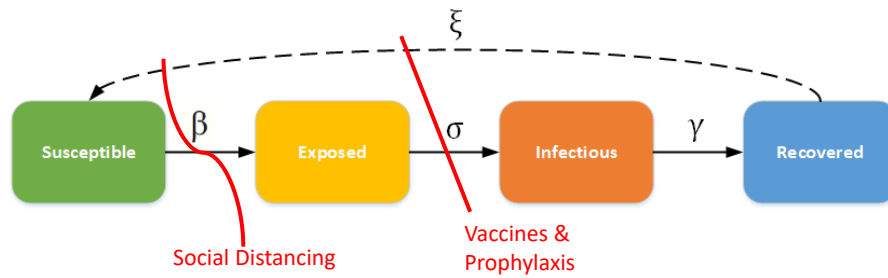 ξ
β
σ
γ
Susceptible
Exposed
Infectious
Recovered
Social Distancing
Vaccines &
Prophylaxis